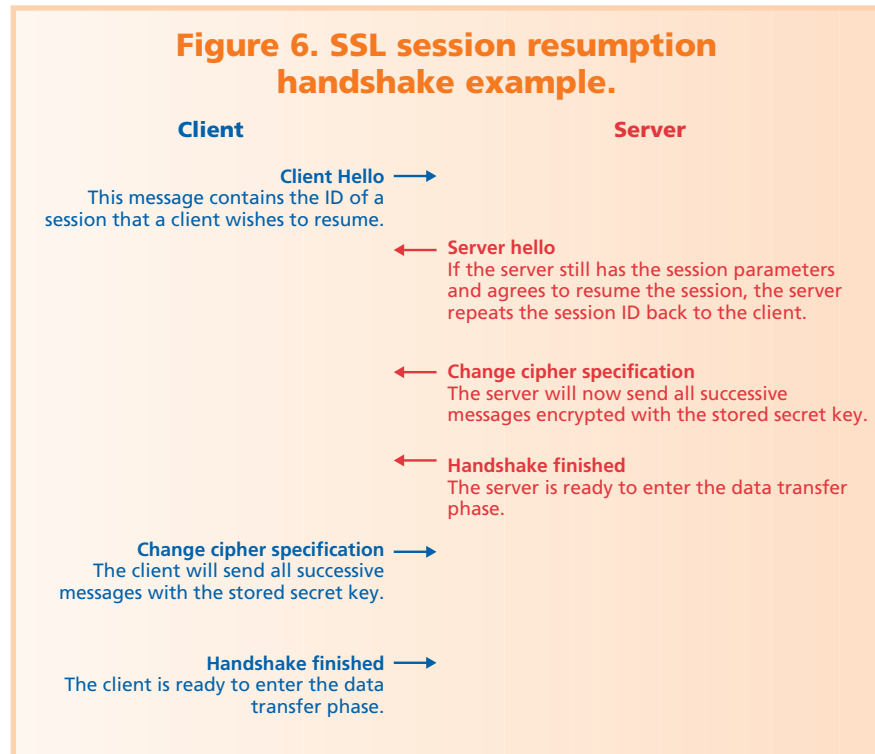 Figure 6. SSL session resumption
handshake example.
Client
Server
Client Hello
This message contains the ID of a
session that a client wishes to resume.
Server hello
If the server still has the session parameters
and agrees to resume the session, the server
repeats the session ID back to the client.
Change cipher specification
The server will now send all successive
messages encrypted with the stored secret key.
Handshake finished
The server is ready to enter the data transfer
phase.
Change cipher specification
The client will send all successive
messages with the stored secret key.
Handshake finished
The client is ready to enter the data
transfer phase.